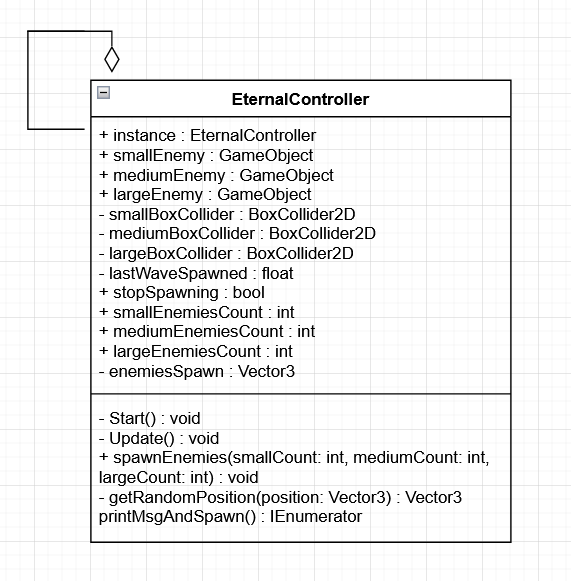 EternalController
+ instance : EternalController
+ smallEnemy : GameObject
+ mediumEnemy : GameObject
+ largeEnemy : GameObject
- smallBoxCollider : BoxCollider2D
- mediumBoxCollider : BoxCollider2D
- largeBoxCollider : BoxCollider2D
- lastWaveSpawned : float
+ stopSpawning : bool
+ smallEnemiesCount : int
+ mediumEnemiesCount : int
+ largeEnemiesCount : int
- enemiesSpawn : Vector3
- Start() : void
- Update() : void
+ spawnEnemies(smallCount: int, mediumCount: int,
largeCount: int) : void
- getRandomPosition(position: Vector3) : Vector3
printMsgAndSpawn() : IEnumerator